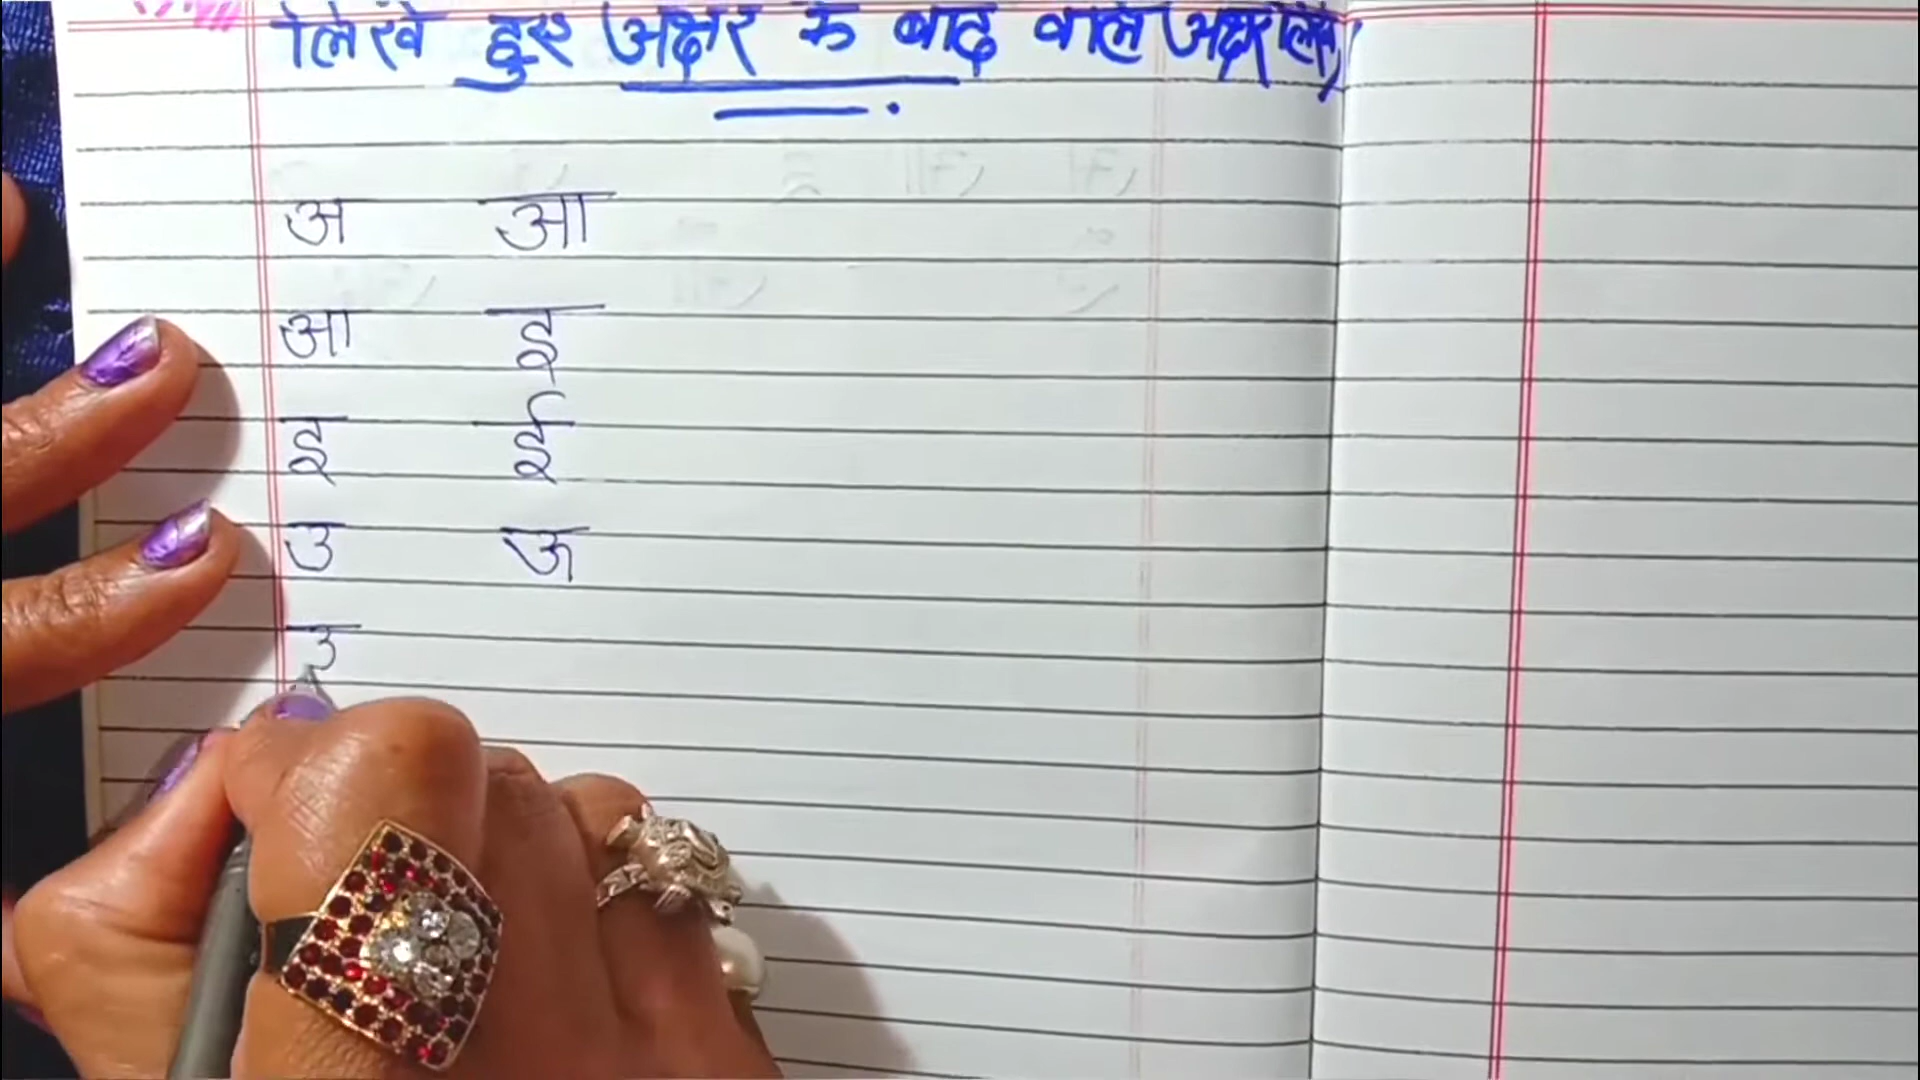 लिखे हुए अक्षर के बाद वाले अक्षर लिखे
अ आ
आ इ
इ ई
उ ऊ
उ